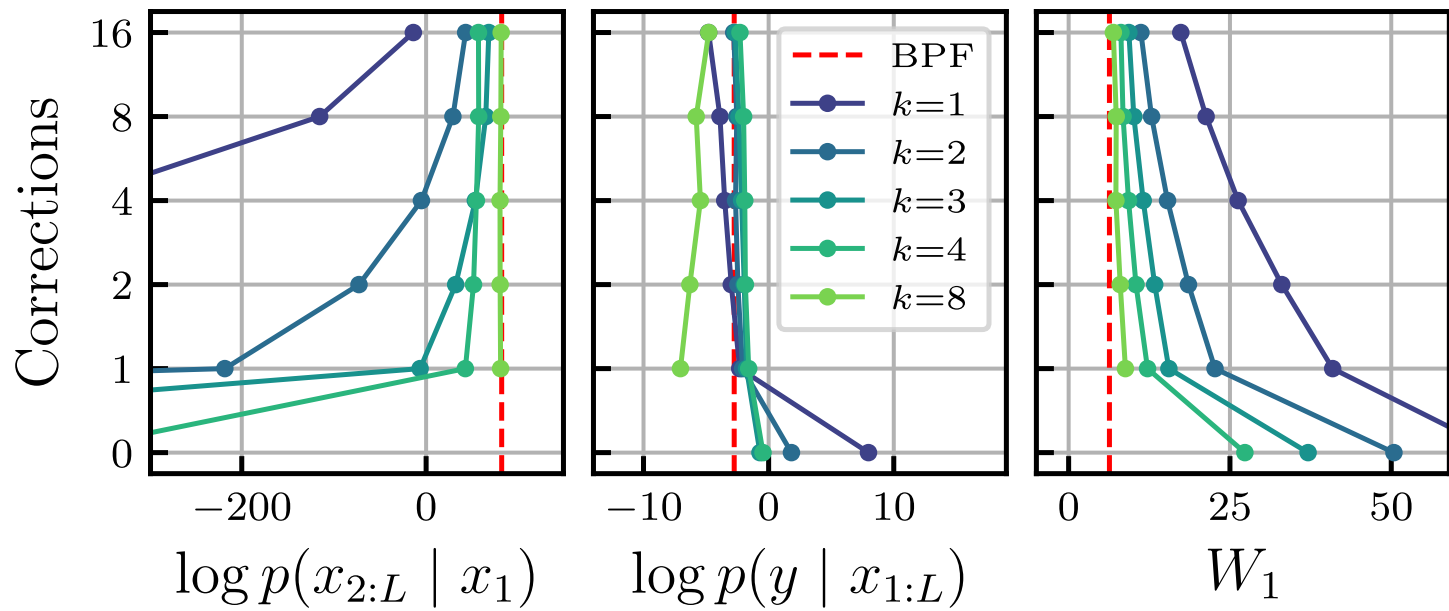 Corrections
16
8
4
2
1
0
−200
0
log p(x₂:L | x₁)
−10
0
10
log p(y | x₁:L)
BPF
k=1
k=2
k=3
k=4
k=8
0
25
50
W₁